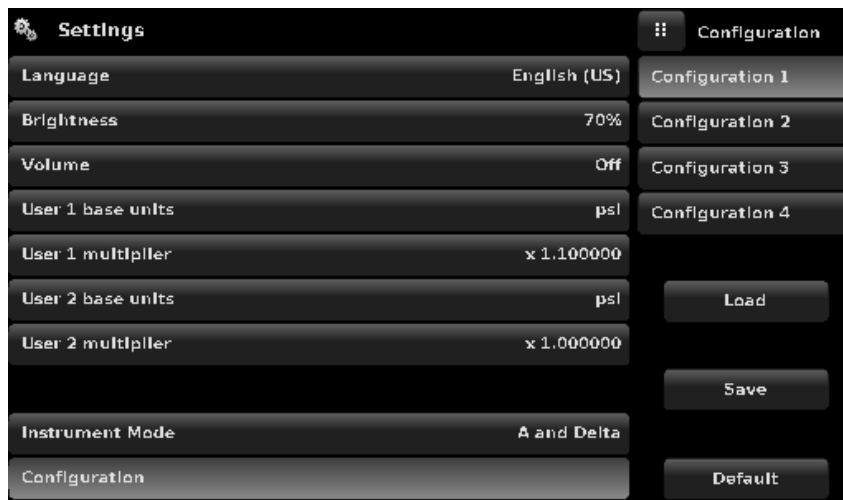 Settings
Language English (US)
Brightness 70%
Volume Off
User 1 base units psi
User 1 multiplier x 1.100000
User 2 base units psi
User 2 multiplier x 1.000000
Instrument Mode A and Delta
Configuration
Configuration
Configuration 1
Configuration 2
Configuration 3
Configuration 4
Load
Save
Default